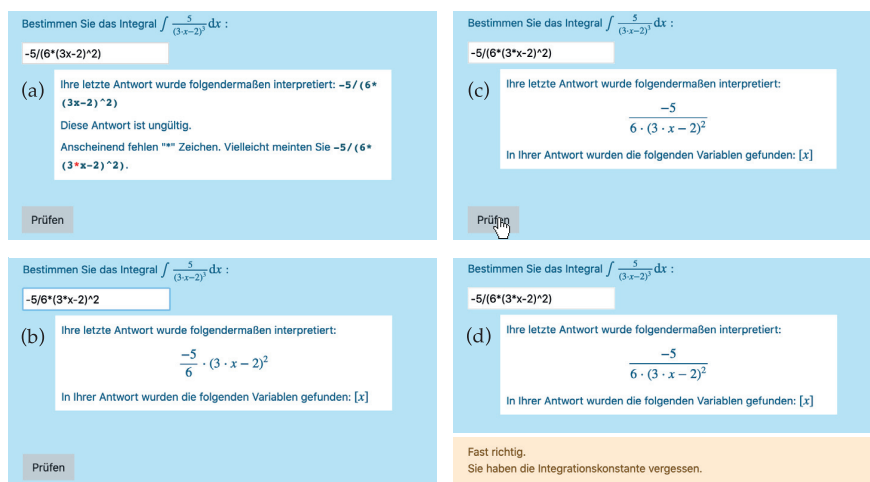 Bestimmen Sie das Integral ∫ 5/(3·x−2)³ dx :
-5/(6*(3x-2)^2)
(a)
Ihre letzte Antwort wurde folgendermaßen interpretiert: -5/(6*
(3x-2)^2)
Diese Antwort ist ungültig.
Anscheinend fehlen "*" Zeichen. Vielleicht meinten Sie -5/(6*
(3*x-2)^2).
Prüfen
Bestimmen Sie das Integral ∫ 5/(3·x−2)³ dx :
-5/(6*(3*x-2)^2)
(c)
Ihre letzte Antwort wurde folgendermaßen interpretiert:
−5
6 · (3 · x − 2)²
In Ihrer Antwort wurden die folgenden Variablen gefunden: [x]
Prüfen
Bestimmen Sie das Integral ∫ 5/(3·x−2)³ dx :
-5/6*(3*x-2)^2
(b)
Ihre letzte Antwort wurde folgendermaßen interpretiert:
−5/6 · (3 · x − 2)²
In Ihrer Antwort wurden die folgenden Variablen gefunden: [x]
Prüfen
Bestimmen Sie das Integral ∫ 5/(3·x−2)³ dx :
-5/(6*(3*x-2)^2)
(d)
Ihre letzte Antwort wurde folgendermaßen interpretiert:
−5
6 · (3 · x − 2)²
In Ihrer Antwort wurden die folgenden Variablen gefunden: [x]
Fast richtig.
Sie haben die Integrationskonstante vergessen.